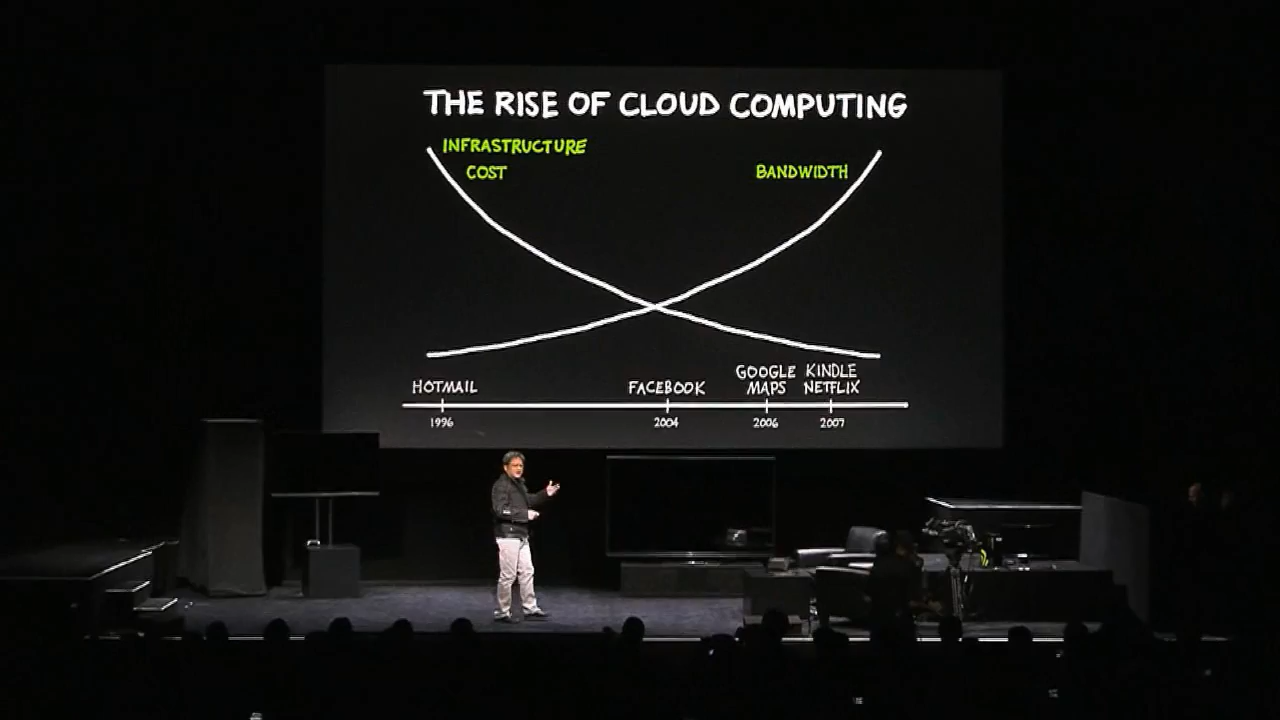 THE RISE OF CLOUD COMPUTING
INFRASTRUCTURE
COST
BANDWIDTH
HOTMAIL
FACEBOOK
GOOGLE
MAPS
KINDLE
NETFLIX
1996
2004
2006
2007